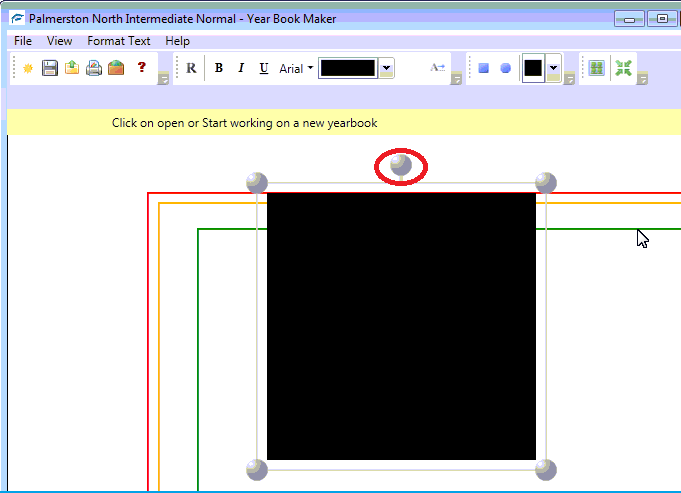 Palmerston North Intermediate Normal - Year Book Maker
File View Format Text Help
R B I U Arial A ?
Click on open or Start working on a new yearbook